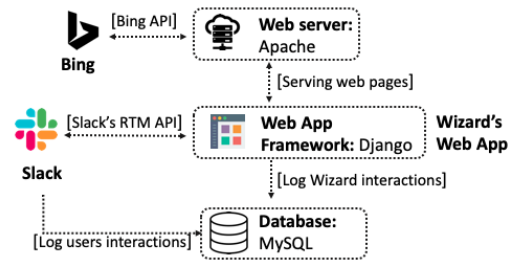 [Bing API]
Web server:
Apache
Bing
[Serving web pages]
[Slack's RTM API]
Web App
Framework: Django
Wizard's
Web App
Slack
[Log Wizard interactions]
Database:
MySQL
[Log users interactions]